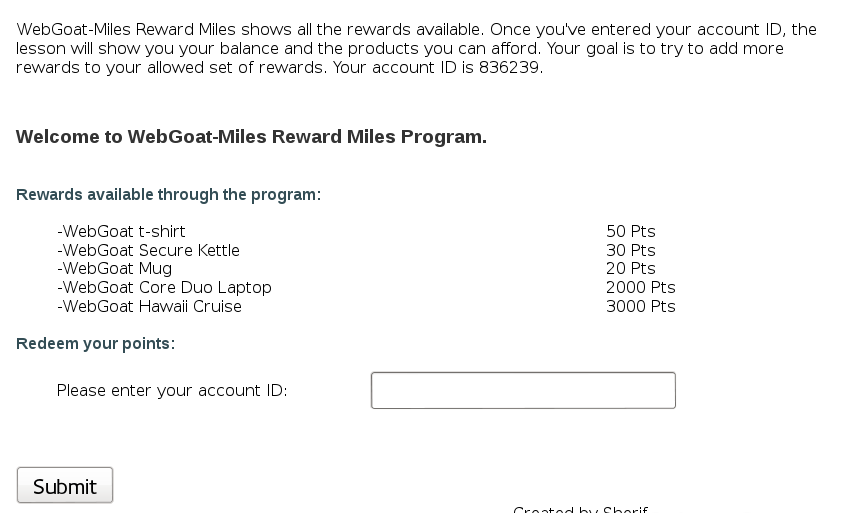 WebGoat-Miles Reward Miles shows all the rewards available. Once you've entered your account ID, the
lesson will show you your balance and the products you can afford. Your goal is to try to add more
rewards to your allowed set of rewards. Your account ID is 836239.
Welcome to WebGoat-Miles Reward Miles Program.
Rewards available through the program:
-WebGoat t-shirt 50 Pts
-WebGoat Secure Kettle 30 Pts
-WebGoat Mug 20 Pts
-WebGoat Core Duo Laptop 2000 Pts
-WebGoat Hawaii Cruise 3000 Pts
Redeem your points:
Please enter your account ID:
Submit
Created by Sherif